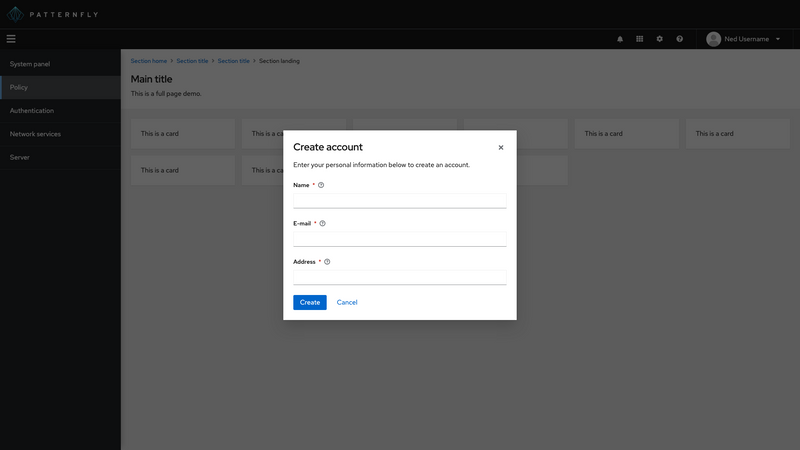 PATTERNFLY
Ned Username
System panel
Policy
Authentication
Network services
Server
Section home > Section title > Section title > Section landing
Main title
This is a full page demo.
This is a card
This is a ca
This is a card
This is a card
This is a card
This is a ca
Create account
Enter your personal information below to create an account.
Name *
E-mail *
Address *
Create
Cancel